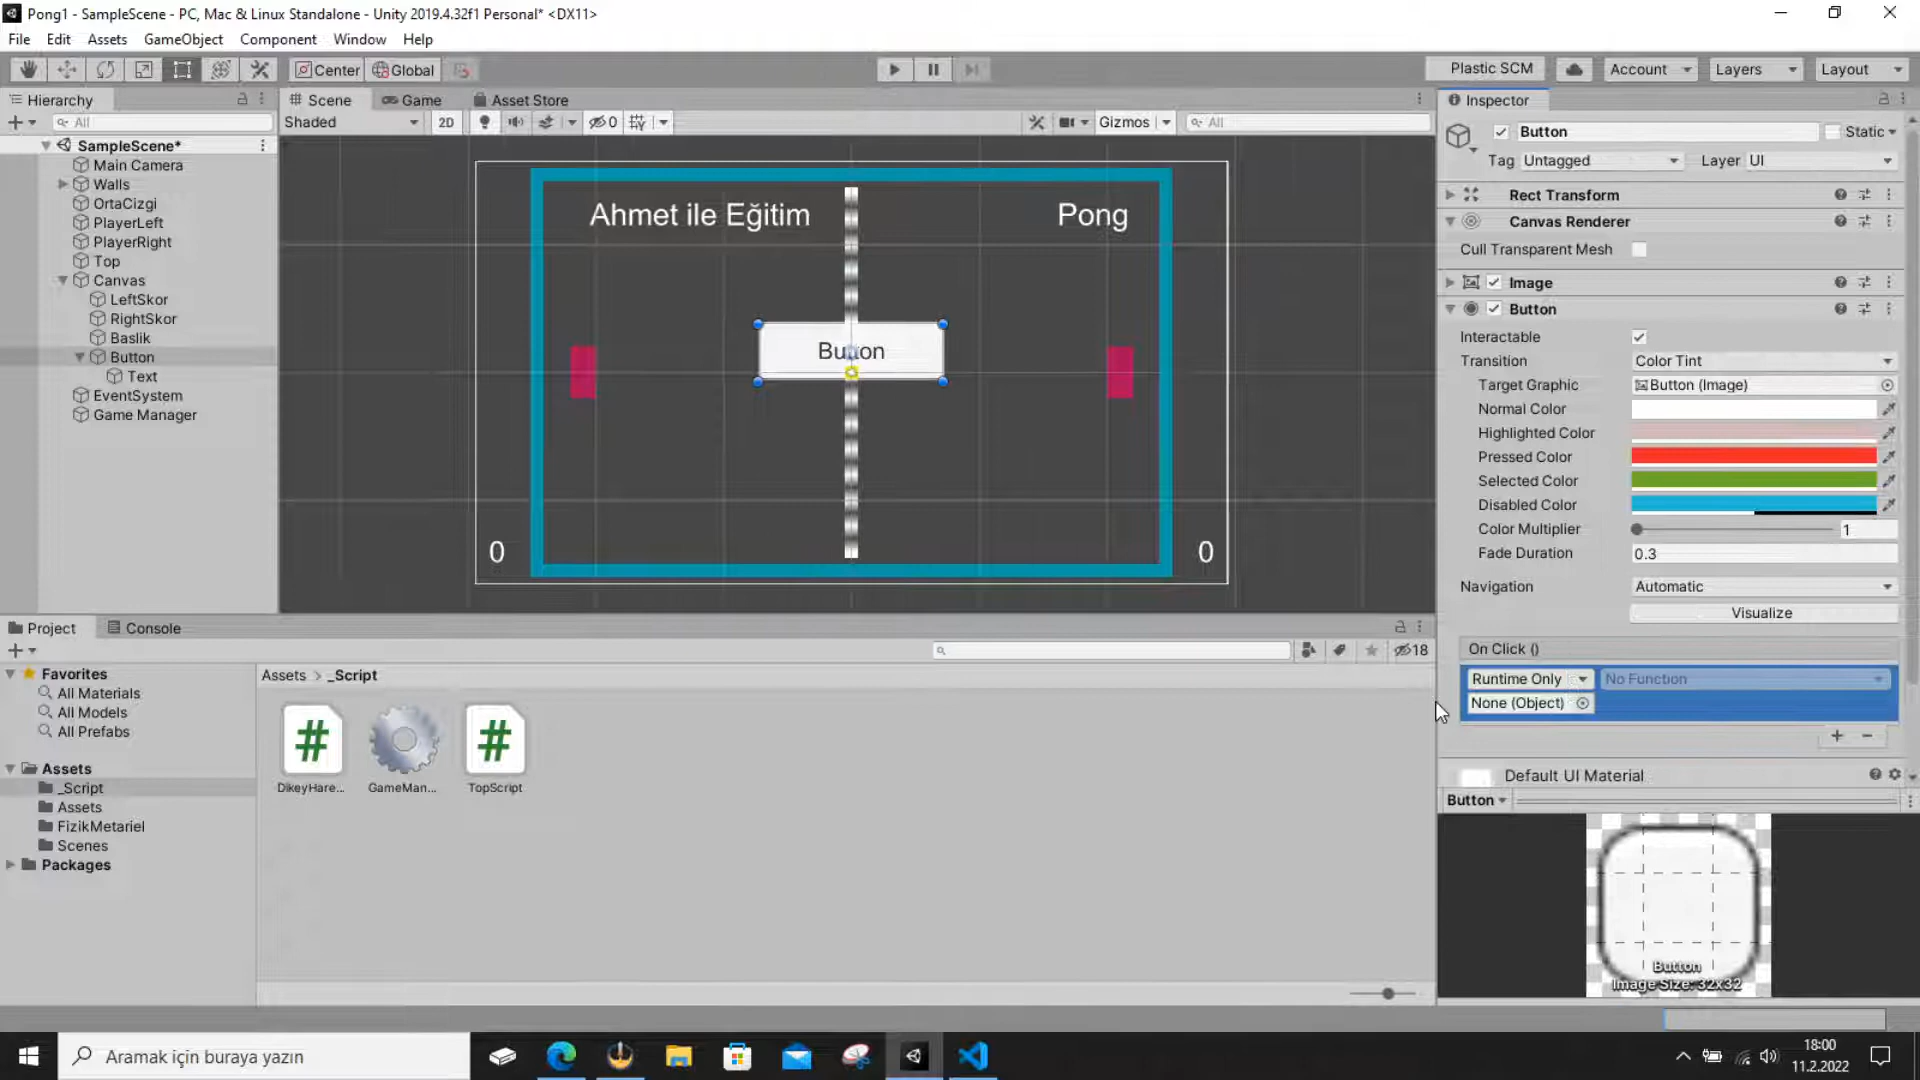 Pong1 - SampleScene - PC, Mac & Linux Standalone - Unity 2019.4.32f1 Personal* <DX11>
File Edit Assets GameObject Component Window Help
Center Global Plastic SCM Account Layers Layout
Hierarchy
All
SampleScene*
Main Camera
Walls
OrtaCizgi
PlayerLeft
PlayerRight
Top
Canvas
LeftSkor
RightSkor
Baslik
Button
Text
EventSystem
Game Manager
Scene Game Asset Store
Shaded 2D 0 Gizmos All
Ahmet ile Eğitim Pong
Button
0 0
Inspector
Button Static
Tag Untagged Layer UI
Rect Transform
Canvas Renderer
Cull Transparent Mesh
Image
Button
Interactable
Transition Color Tint
Target Graphic Button (Image)
Normal Color
Highlighted Color
Pressed Color
Selected Color
Disabled Color
Color Multiplier 1
Fade Duration 0.3
Navigation Automatic
Visualize
On Click ()
Runtime Only No Function
None (Object)
Default UI Material
Button
Button
Image Size: 32x32
Project Console
18
Favorites
All Materials
All Models
All Prefabs
Assets
_Script
Assets
FizikMetariel
Scenes
Packages
Assets > _Script
DikeyHare... GameMan... TopScript
Aramak için buraya yazın
18:00
11.2.2022